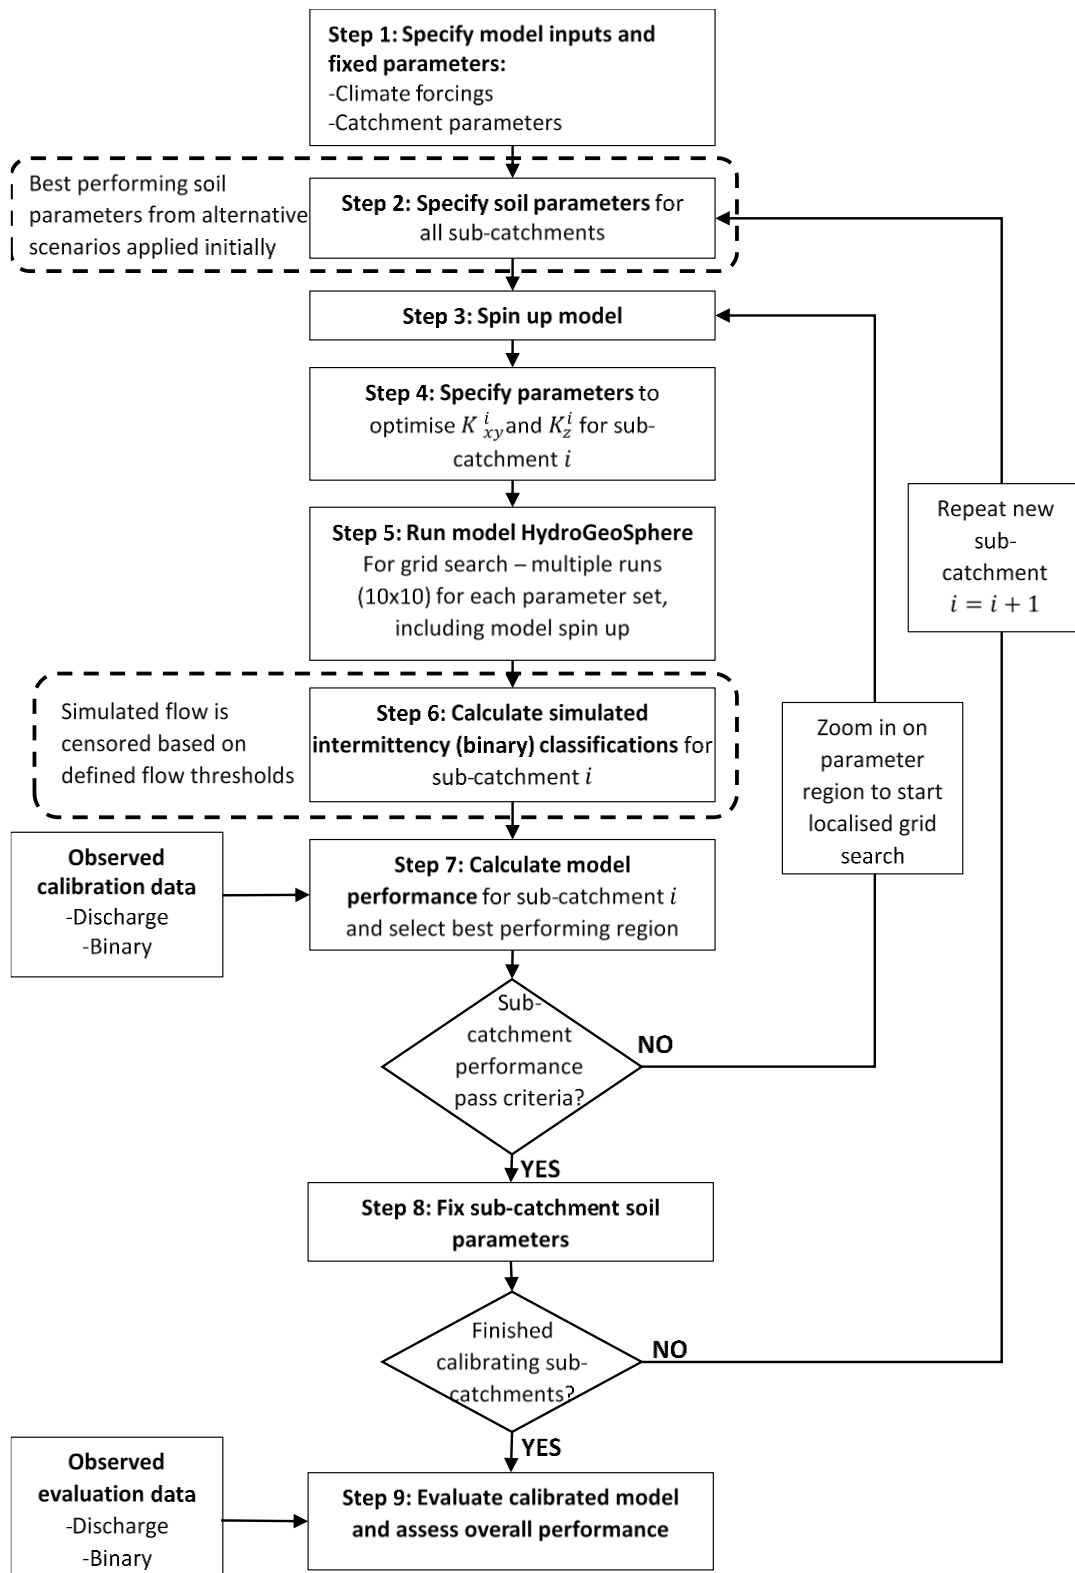 Step 1: Specify model inputs and
fixed parameters:
-Climate forcings
-Catchment parameters
Best performing soil
parameters from alternative
scenarios applied initially
Step 2: Specify soil parameters for
all sub-catchments
Step 3: Spin up model
Step 4: Specify parameters to
optimise K^i_xy and K^i_z for sub-
catchment i
Step 5: Run model HydroGeoSphere
For grid search – multiple runs
(10x10) for each parameter set,
including model spin up
Repeat new
sub-
catchment
i = i + 1
Simulated flow is
censored based on
defined flow thresholds
Step 6: Calculate simulated
intermittency (binary) classifications for
sub-catchment i
Zoom in on
parameter
region to start
localised grid
search
Observed
calibration data
-Discharge
-Binary
Step 7: Calculate model
performance for sub-catchment i
and select best performing region
Sub-
catchment
performance
pass criteria?
NO
YES
Step 8: Fix sub-catchment soil
parameters
Finished
calibrating sub-
catchments?
NO
YES
Observed
evaluation data
-Discharge
-Binary
Step 9: Evaluate calibrated model
and assess overall performance